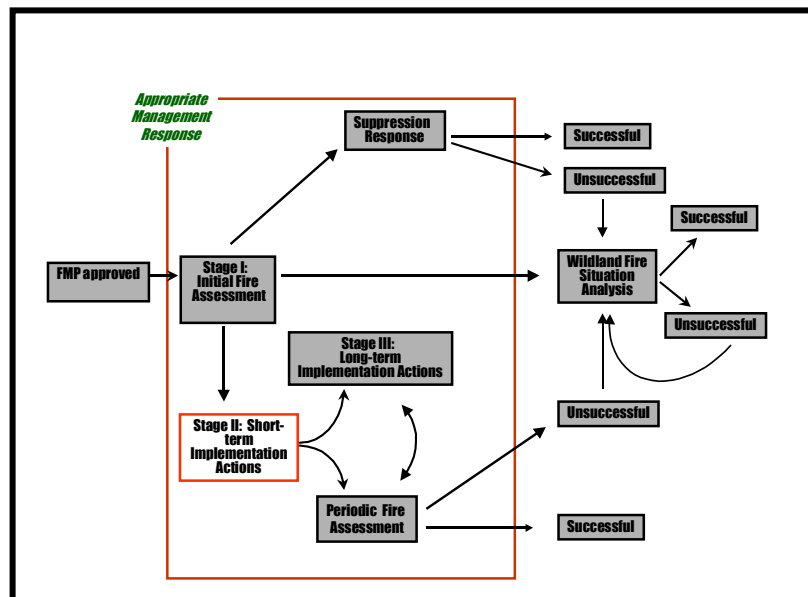 Appropriate
Management
Response
Suppression
Response
Successful
Unsuccessful
Successful
FMP approved
Stage I:
Initial Fire
Assessment
Wildland Fire
Situation
Analysis
Unsuccessful
Stage III:
Long-term
Implementation Actions
Stage II: Short-
term
Implementation
Actions
Unsuccessful
Periodic Fire
Assessment
Successful